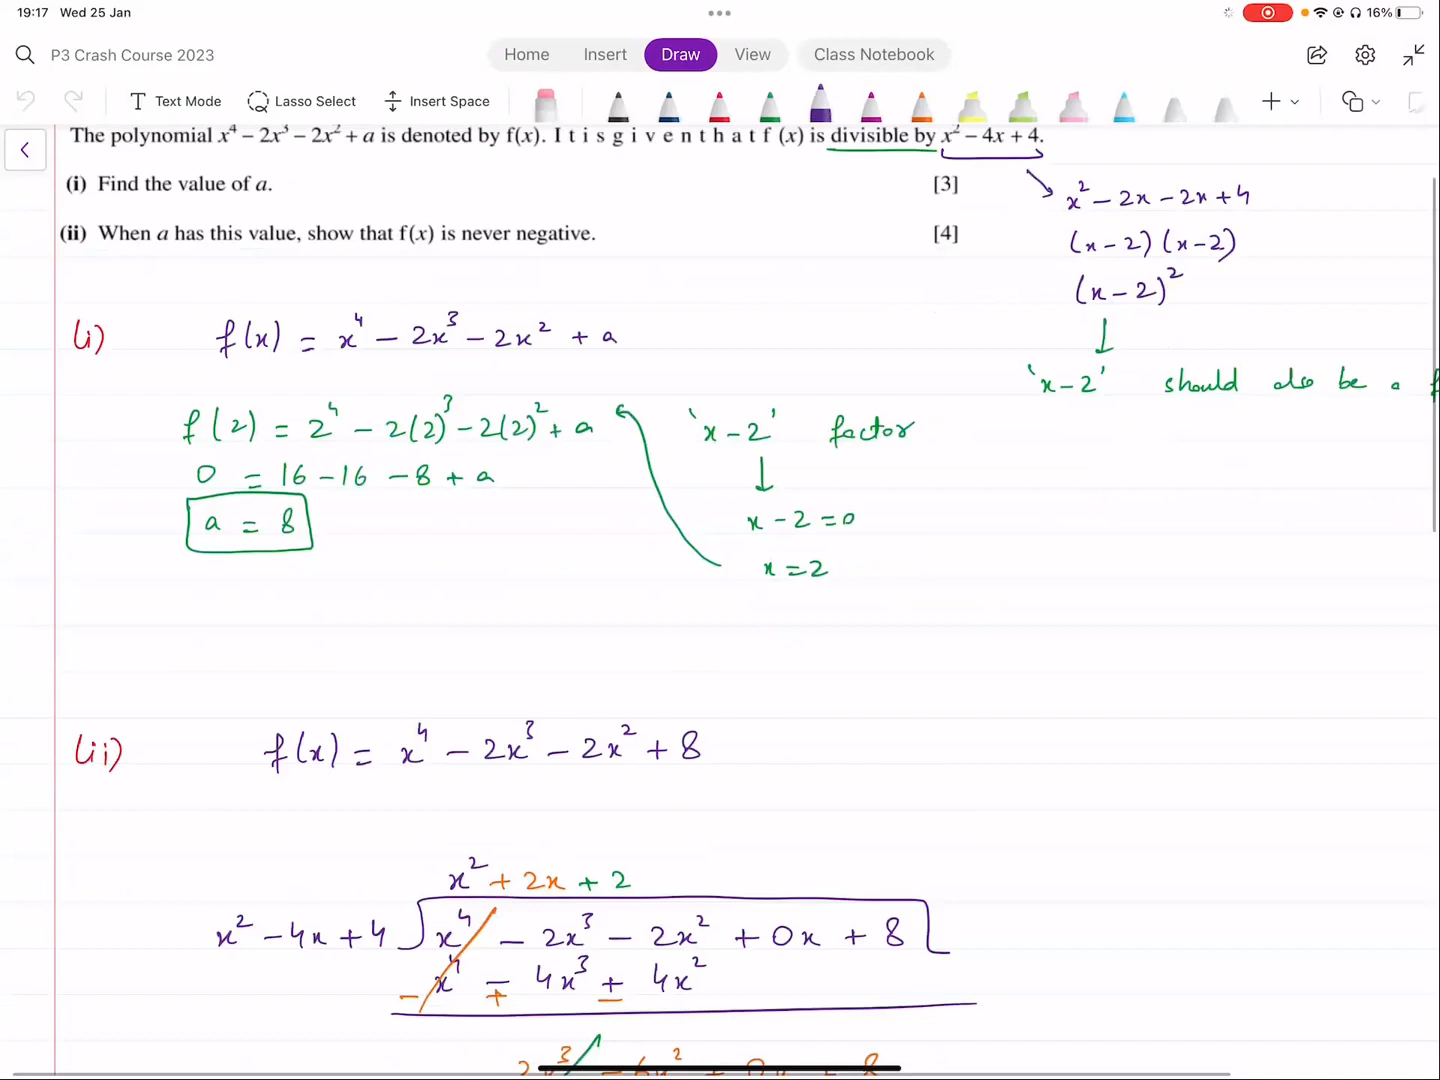 19:17 Wed 25 Jan
16%
P3 Crash Course 2023
Home Insert Draw View Class Notebook
Text Mode Lasso Select Insert Space
The polynomial x⁴ – 2x³ – 2x² + a is denoted by f(x). I t i s g i v e n t h a t f (x) is divisible by x² – 4x + 4.
(i) Find the value of a. [3]
(ii) When a has this value, show that f(x) is never negative. [4]
x² – 2x – 2x + 4
(x – 2) (x – 2)
(x – 2)²
'x – 2' should also be a f
(i) f(x) = x⁴ – 2x³ – 2x² + a
f(2) = 2⁴ – 2(2)³ – 2(2)² + a
0 = 16 – 16 – 8 + a
a = 8
'x – 2' factor
x – 2 = 0
x = 2
(ii) f(x) = x⁴ – 2x³ – 2x² + 8
x² + 2x + 2
x² – 4x + 4 x⁴ – 2x³ – 2x² + 0x + 8
x⁴ – 4x³ + 4x²
– + –